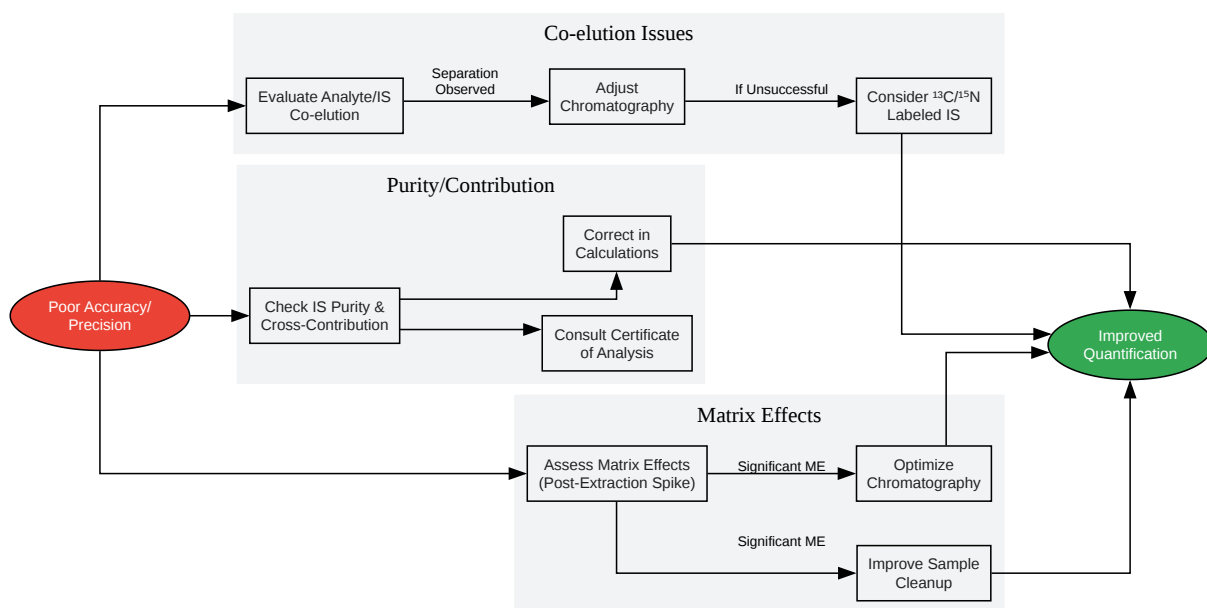 Co-elution Issues
Evaluate Analyte/IS
Co-elution
Separation
Observed
Adjust
Chromatography
If Unsuccessful
Consider ¹³C/¹⁵N
Labeled IS
Purity/Contribution
Correct in
Calculations
Poor Accuracy/
Precision
Check IS Purity &
Cross-Contribution
Consult Certificate
of Analysis
Improved
Quantification
Matrix Effects
Assess Matrix Effects
(Post-Extraction Spike)
Significant ME
Optimize
Chromatography
Significant ME
Improve Sample
Cleanup